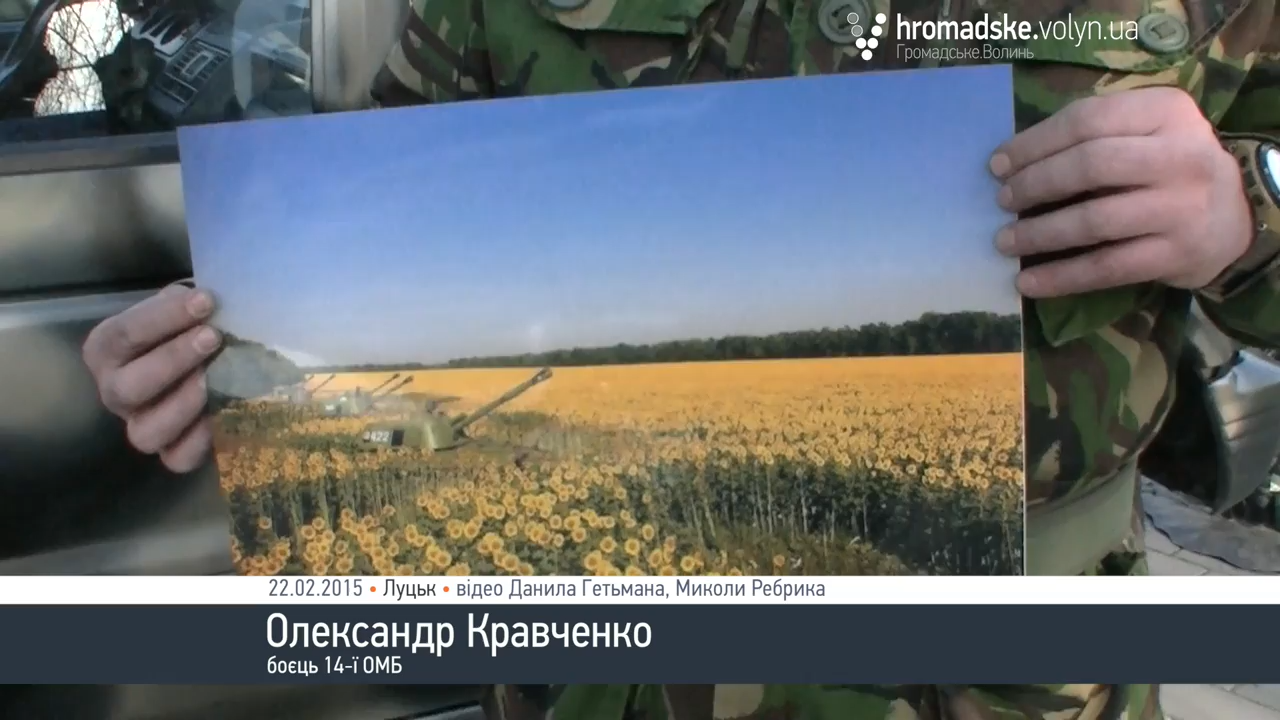 hromadske.volyn.ua
Громадське.Волинь
2422
22.02.2015 • Луцьк • відео Данила Гетьмана, Миколи Ребрика
Олександр Кравченко
боєць 14-ї ОМБ